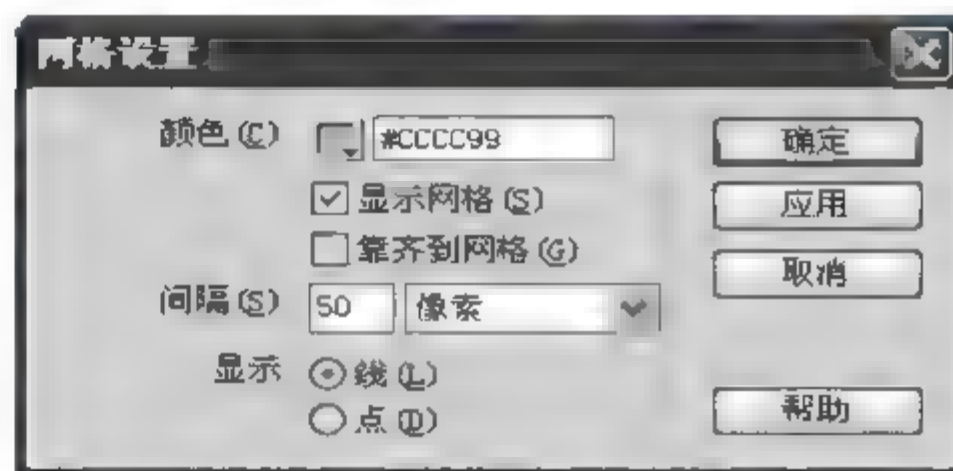 网格设置
颜色(C) #CCCC99 确定
显示网格(S) 应用
靠齐到网格(G) 取消
间隔(S) 50 像素
显示 线(L)
点(D) 帮助